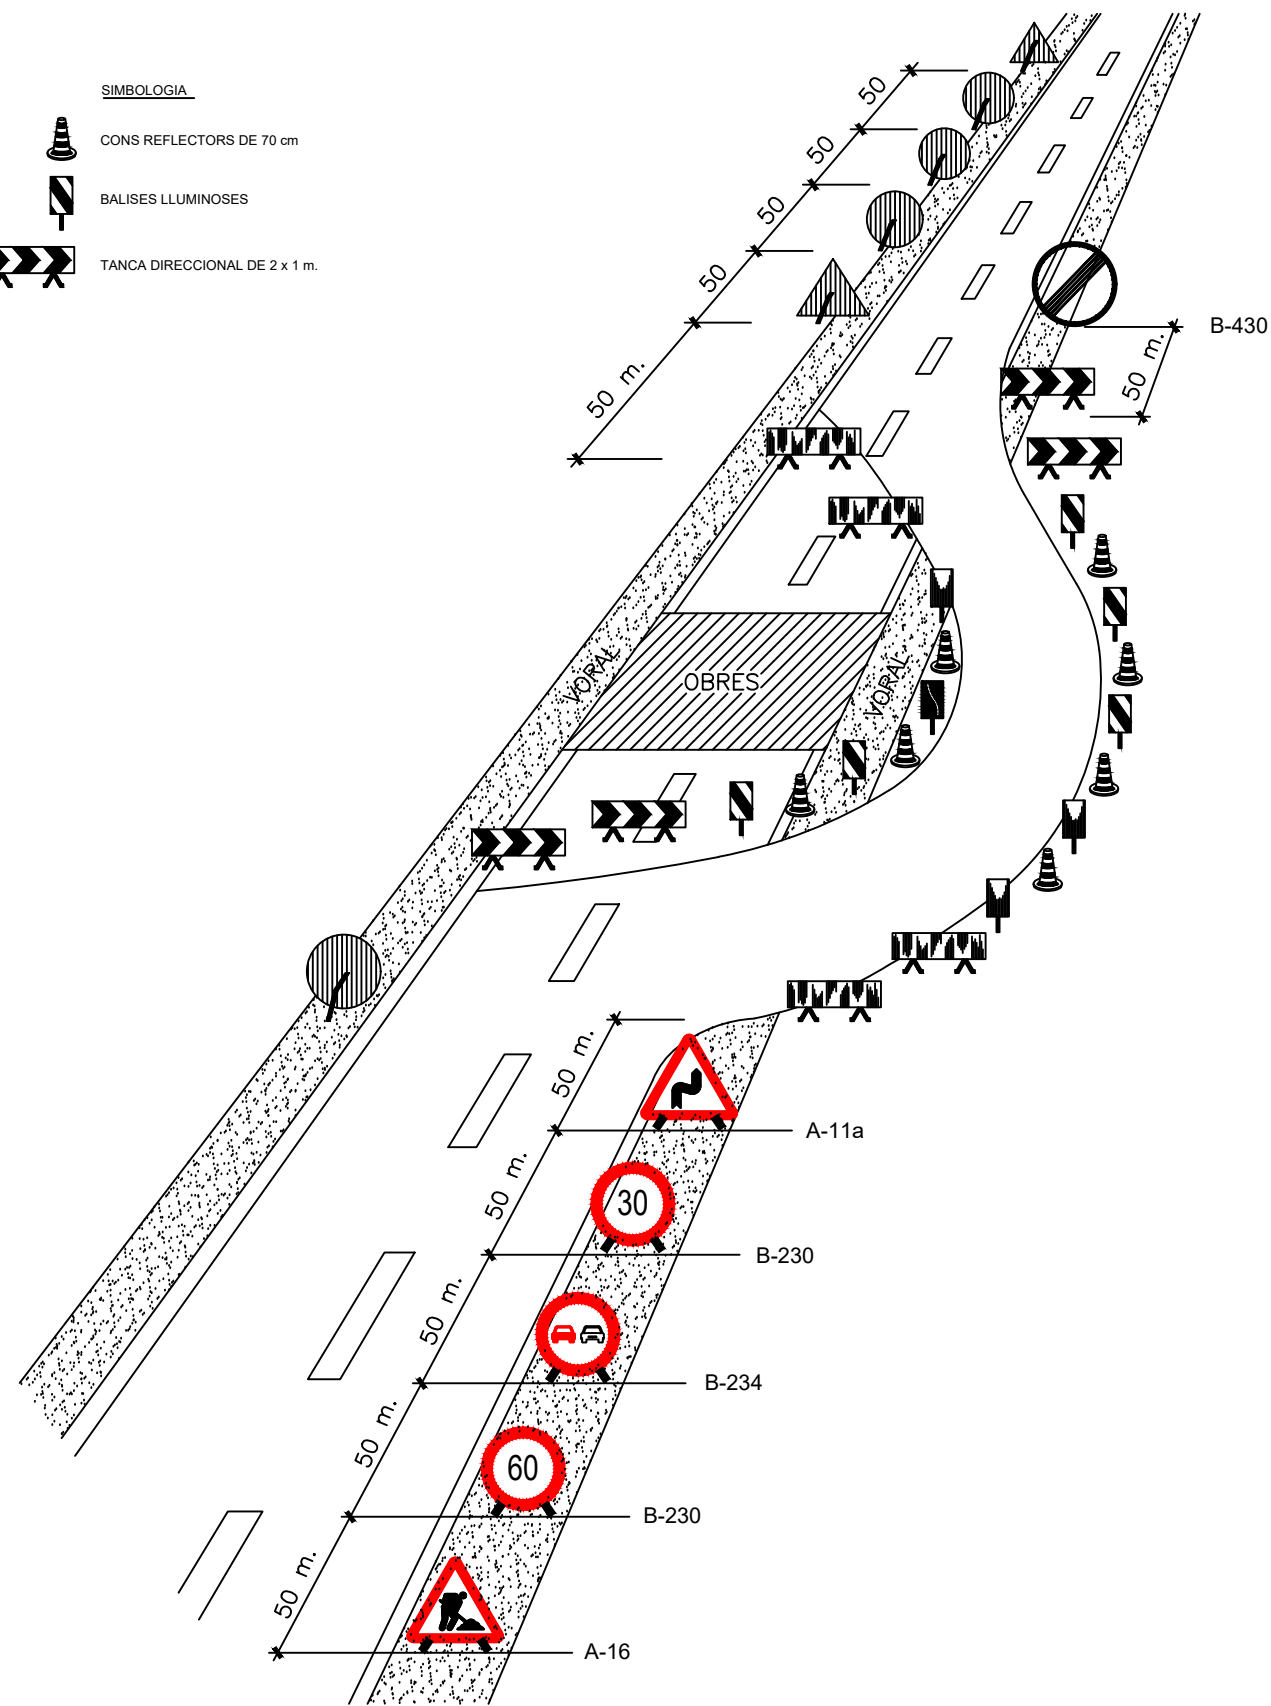 SIMBOLOGIA
CONS REFLECTORS DE 70 cm
BALISES LLUMINOSES
TANCA DIRECCIONAL DE 2 x 1 m.
50
50
50
50
50 m.
B-430
50 m.
VORAL
OBRES
VORAL
50 m.
A-11a
50 m.
30
B-230
50 m.
B-234
50 m.
60
B-230
50 m.
A-16